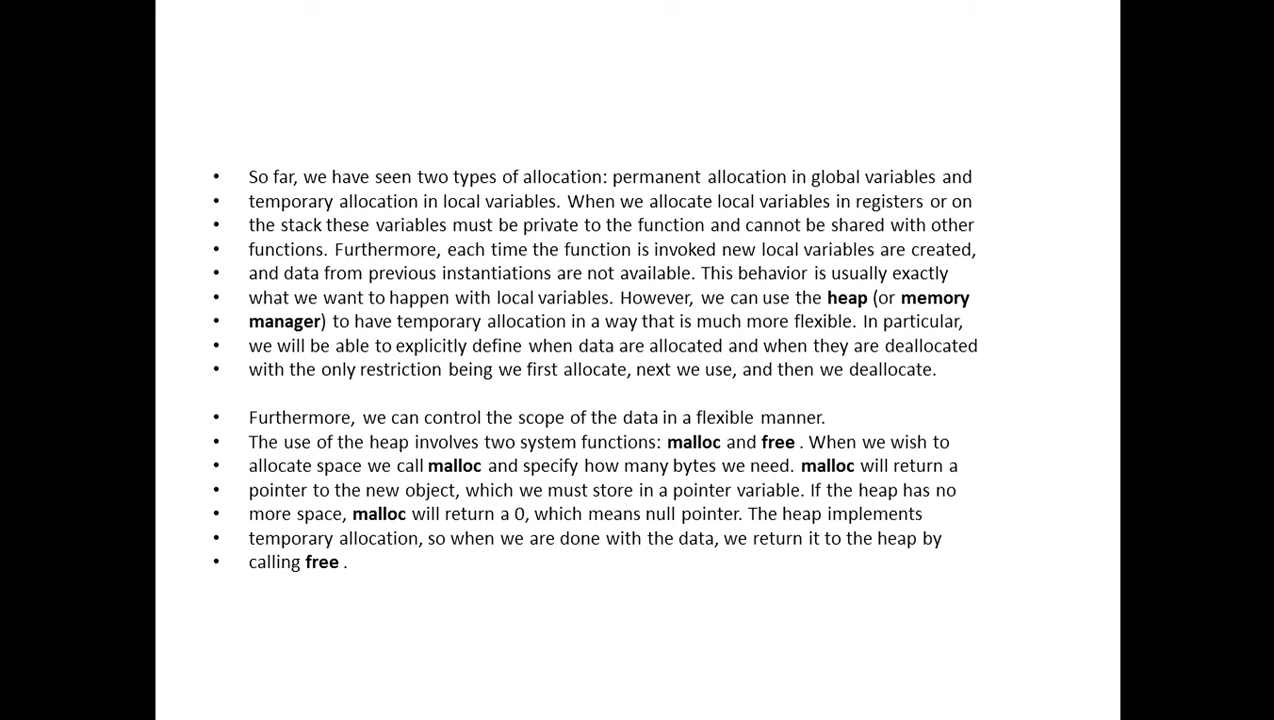 • So far, we have seen two types of allocation: permanent allocation in global variables and
• temporary allocation in local variables. When we allocate local variables in registers or on
• the stack these variables must be private to the function and cannot be shared with other
• functions. Furthermore, each time the function is invoked new local variables are created,
• and data from previous instantiations are not available. This behavior is usually exactly
• what we want to happen with local variables. However, we can use the heap (or memory
• manager) to have temporary allocation in a way that is much more flexible. In particular,
• we will be able to explicitly define when data are allocated and when they are deallocated
• with the only restriction being we first allocate, next we use, and then we deallocate.
• Furthermore, we can control the scope of the data in a flexible manner.
• The use of the heap involves two system functions: malloc and free . When we wish to
• allocate space we call malloc and specify how many bytes we need. malloc will return a
• pointer to the new object, which we must store in a pointer variable. If the heap has no
• more space, malloc will return a 0, which means null pointer. The heap implements
• temporary allocation, so when we are done with the data, we return it to the heap by
• calling free .